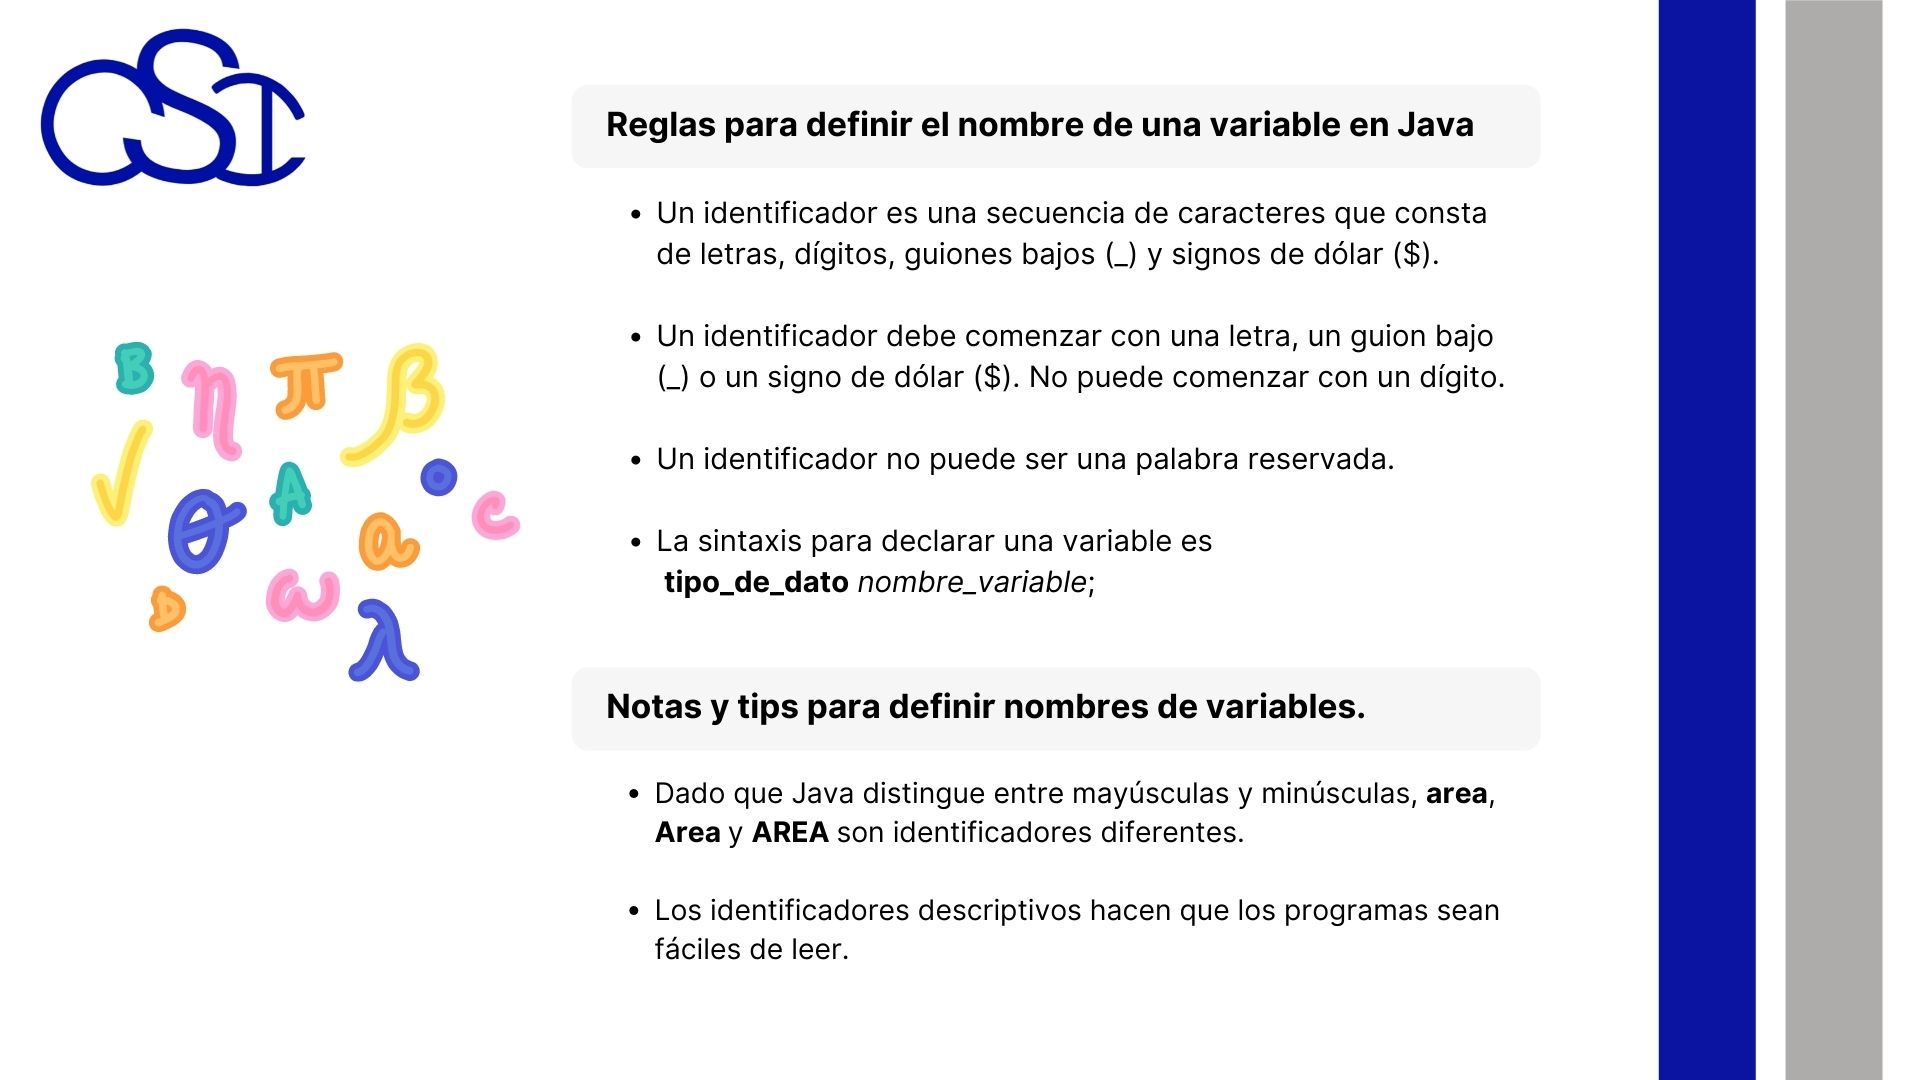 CSI
Reglas para definir el nombre de una variable en Java
• Un identificador es una secuencia de caracteres que consta
de letras, dígitos, guiones bajos (_) y signos de dólar ($).
• Un identificador debe comenzar con una letra, un guion bajo
(_) o un signo de dólar ($). No puede comenzar con un dígito.
• Un identificador no puede ser una palabra reservada.
• La sintaxis para declarar una variable es
tipo_de_dato nombre_variable;
B η π β
√ θ A a c
D ω λ
Notas y tips para definir nombres de variables.
• Dado que Java distingue entre mayúsculas y minúsculas, area,
Area y AREA son identificadores diferentes.
• Los identificadores descriptivos hacen que los programas sean
fáciles de leer.